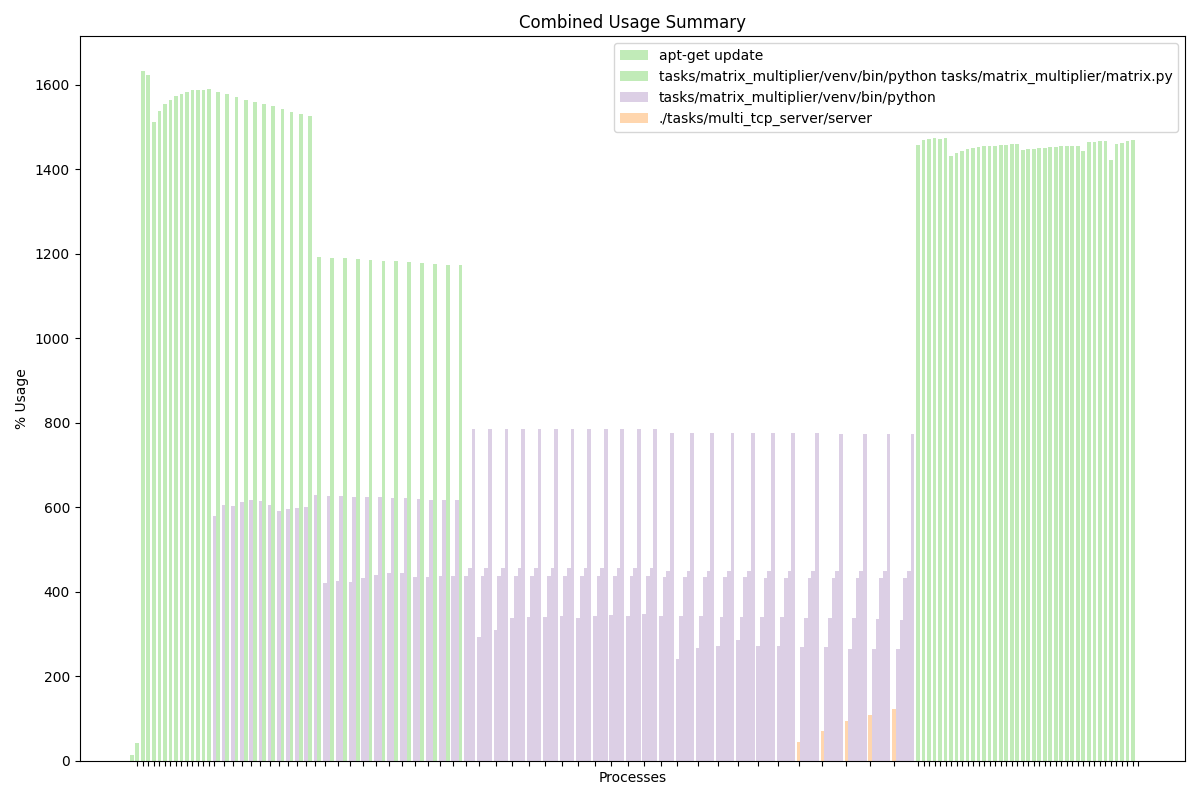 Combined Usage Summary
apt-get update
tasks/matrix_multiplier/venv/bin/python tasks/matrix_multiplier/matrix.py
tasks/matrix_multiplier/venv/bin/python
./tasks/multi_tcp_server/server
% Usage
1600
1400
1200
1000
800
600
400
200
0
Processes